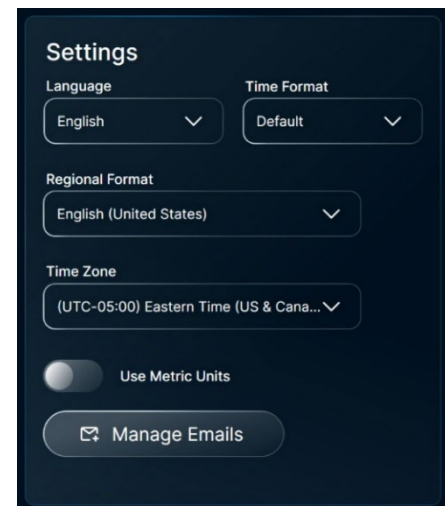 Settings
Language
Time Format
English
Default
Regional Format
English (United States)
Time Zone
(UTC-05:00) Eastern Time (US & Cana...
Use Metric Units
Manage Emails